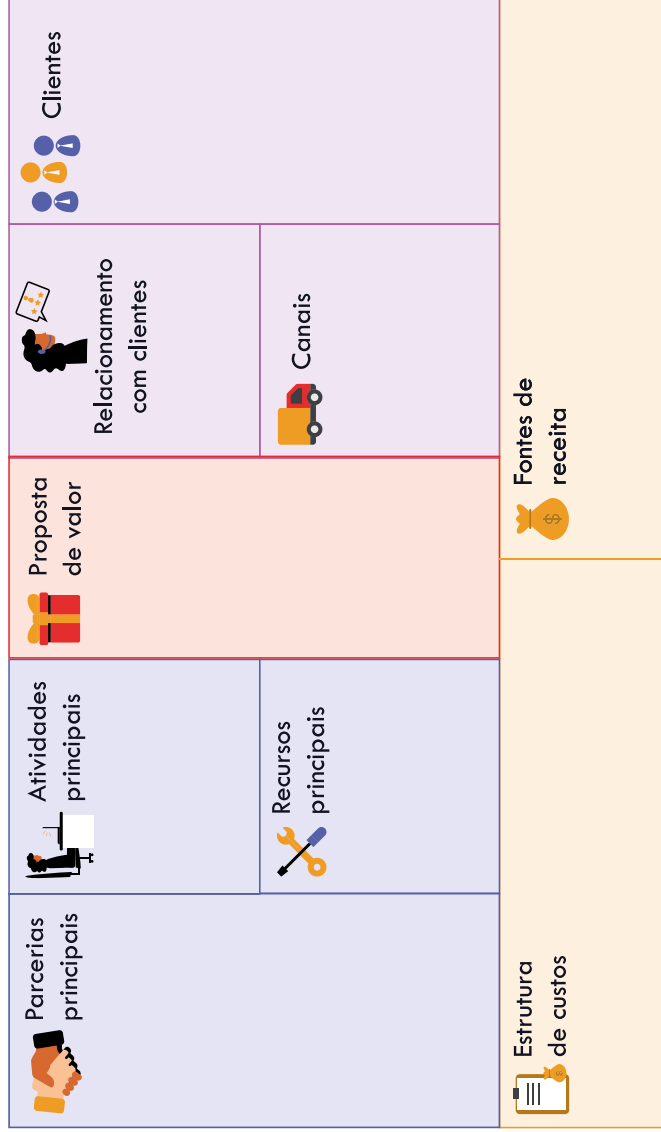 Parcerias
principais
Atividades
principais
Recursos
principais
Proposta
de valor
Relacionamento
com clientes
Canais
Clientes
Estrutura
de custos
Fontes de
receita